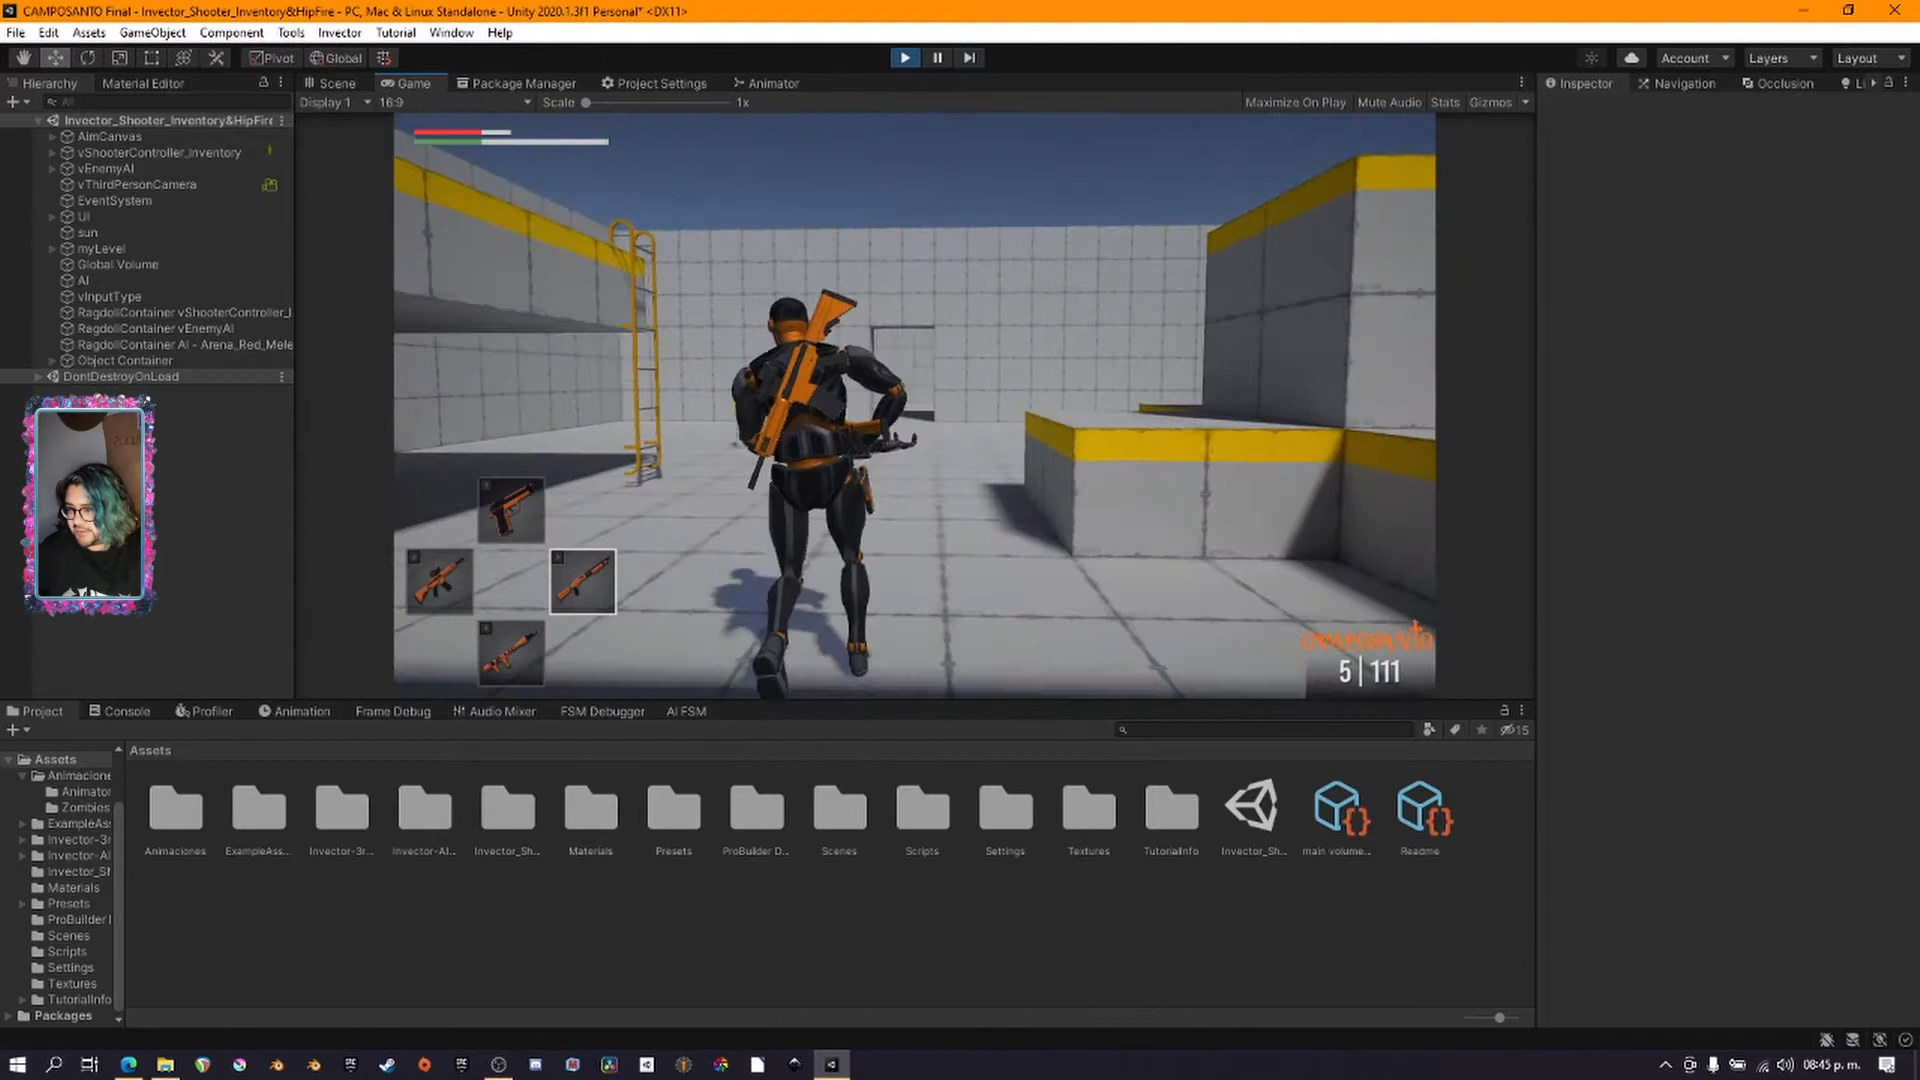 CAMPOSANTO Final - Invector_Shooter_Inventory&HipFire - PC, Mac & Linux Standalone - Unity 2020.1.3f1 Personal* <DX11>
File Edit Assets GameObject Component Tools Invector Tutorial Window Help
Pivot Global Account Layers Layout
Hierarchy Material Editor Scene Game Package Manager Project Settings Animator Inspector Navigation Occlusion Li
All Display 1 16:9 Scale 1x Maximize On Play Mute Audio Stats Gizmos
Invector_Shooter_Inventory&HipFire
AimCanvas
vShooterController_Inventory
vEnemyAI
vThirdPersonCamera
EventSystem
UI
sun
myLevel
Global Volume
AI
vInputType
RagdollContainer vShooterController_I
RagdollContainer vEnemyAI
RagdollContainer AI - Arena_Red_Mele
Object Container
DontDestroyOnLoad
CAMPOSANTO
5 | 111
Project Console Profiler Animation Frame Debug Audio Mixer FSM Debugger AI FSM
15
Assets
Animacione
Animator
Zombies
ExampleAss
Invector-3r
Invector-AI
Invector_Sh
Materials
Presets
ProBuilder
Scenes
Scripts
Settings
Textures
TutorialInfo
Packages
Assets
Animaciones ExampleAss... Invector-3r... Invector-AI... Invector_Sh... Materials Presets ProBuilder D... Scenes Scripts Settings Textures TutorialInfo Invector_Sh... main volume... Readme
08:45 p. m.